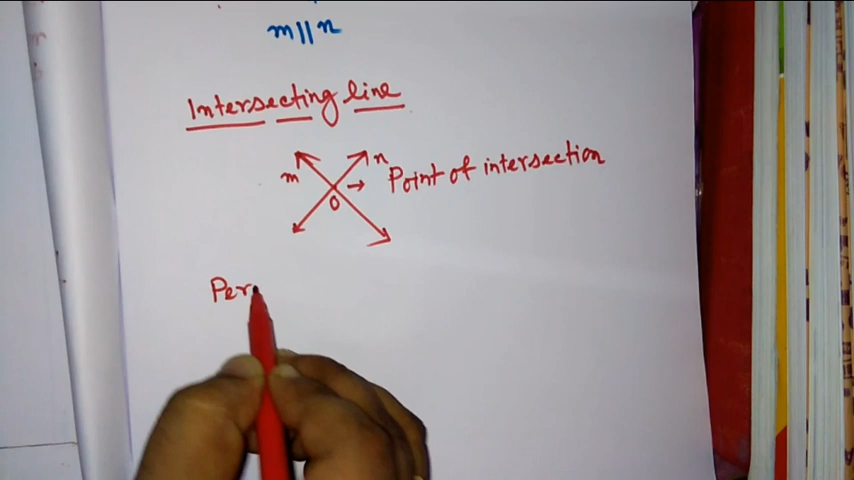 m || n
Intersecting line
m
n
→ Point of intersection
O
Per